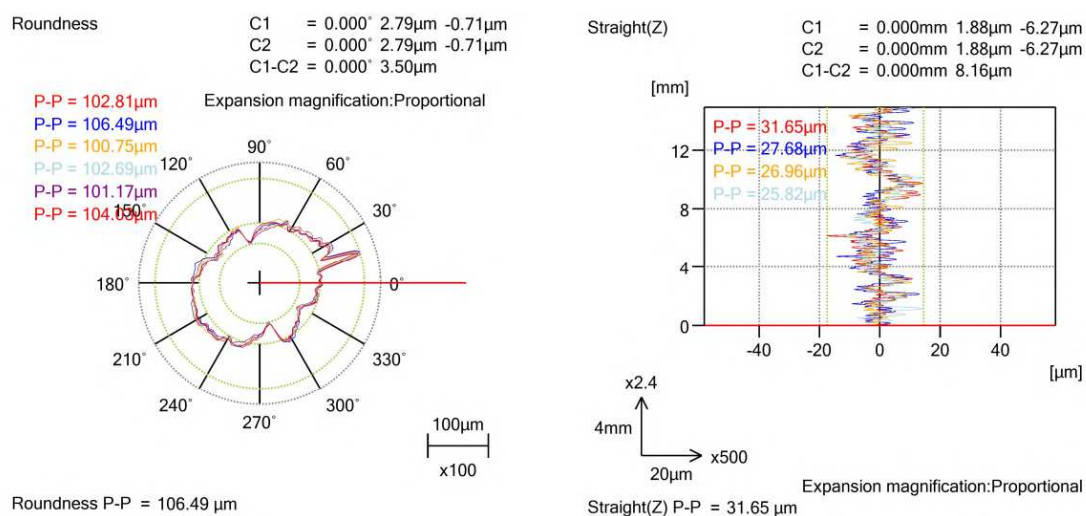 Roundness
C1 = 0.000° 2.79µm -0.71µm
C2 = 0.000° 2.79µm -0.71µm
C1-C2 = 0.000° 3.50µm
P-P = 102.81µm
P-P = 106.49µm
P-P = 100.75µm
P-P = 102.69µm
P-P = 101.17µm
P-P = 104.03µm
Expansion magnification:Proportional
90°
120°
60°
150°
30°
180°
0°
210°
330°
240°
300°
270°
100µm
x100
Roundness P-P = 106.49 µm
Straight(Z)
C1 = 0.000mm 1.88µm -6.27µm
C2 = 0.000mm 1.88µm -6.27µm
C1-C2 = 0.000mm 8.16µm
[mm]
P-P = 31.65µm
P-P = 27.68µm
P-P = 26.96µm
P-P = 25.82µm
12
8
4
0
-40 -20 0 20 40
[µm]
x2.4
4mm
x500
20µm
Expansion magnification:Proportional
Straight(Z) P-P = 31.65 µm